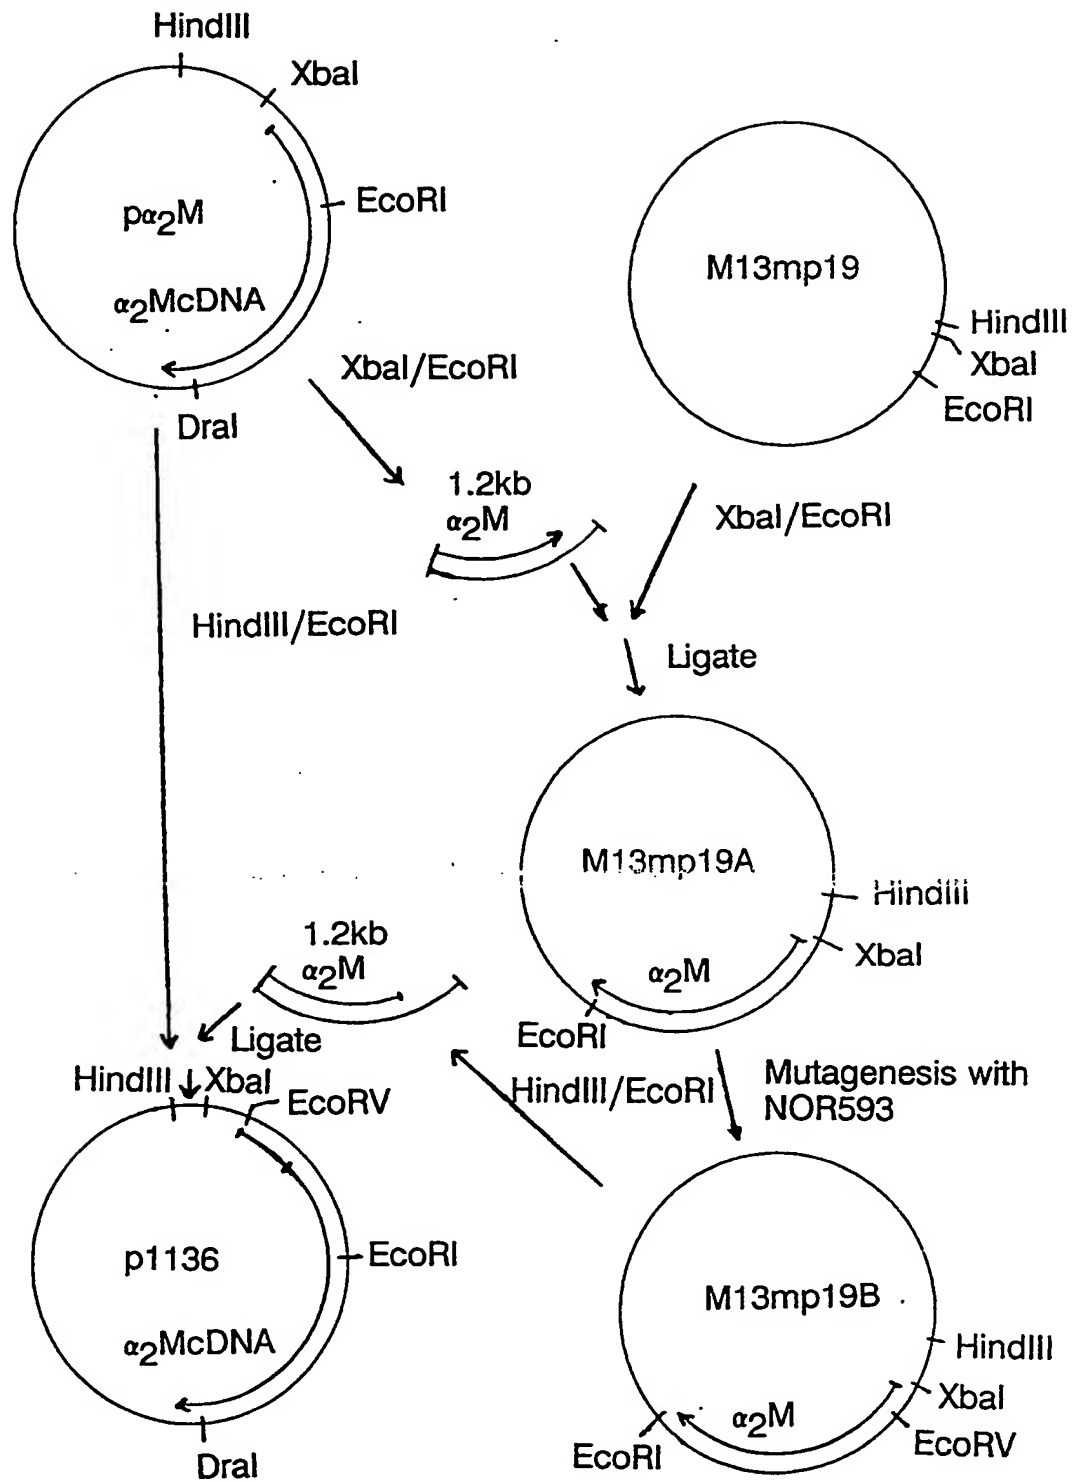 HindIII
XbaI
EcoRI
pα2M
α2McDNA
DraI
M13mp19
HindIII
XbaI
EcoRI
XbaI/EcoRI
1.2kb
α2M
XbaI/EcoRI
HindIII/EcoRI
Ligate
M13mp19A
HindIII
XbaI
α2M
EcoRI
1.2kb
α2M
Ligate
HindIII/EcoRI
Mutagenesis with
NOR593
HindIII
XbaI
EcoRV
p1136
EcoRI
α2McDNA
DraI
M13mp19B
HindIII
XbaI
EcoRV
α2M
EcoRI